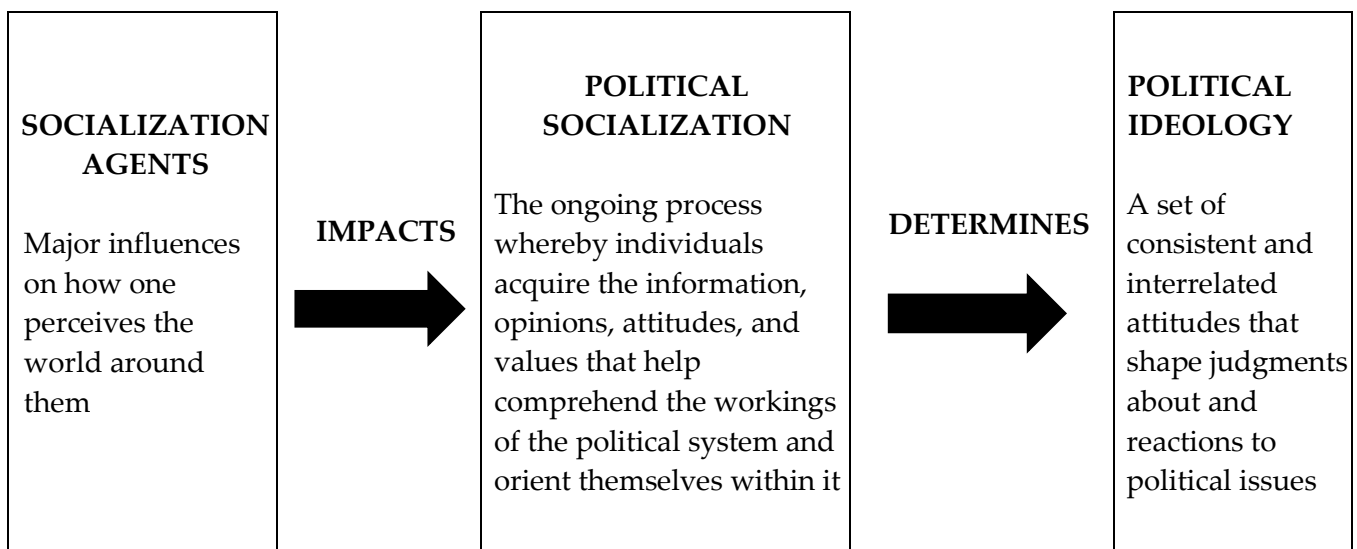 SOCIALIZATION
AGENTS
Major influences
on how one
perceives the
world around
them
IMPACTS
POLITICAL
SOCIALIZATION
The ongoing process
whereby individuals
acquire the information,
opinions, attitudes, and
values that help
comprehend the workings
of the political system and
orient themselves within it
DETERMINES
POLITICAL
IDEOLOGY
A set of
consistent and
interrelated
attitudes that
shape judgments
about and
reactions to
political issues